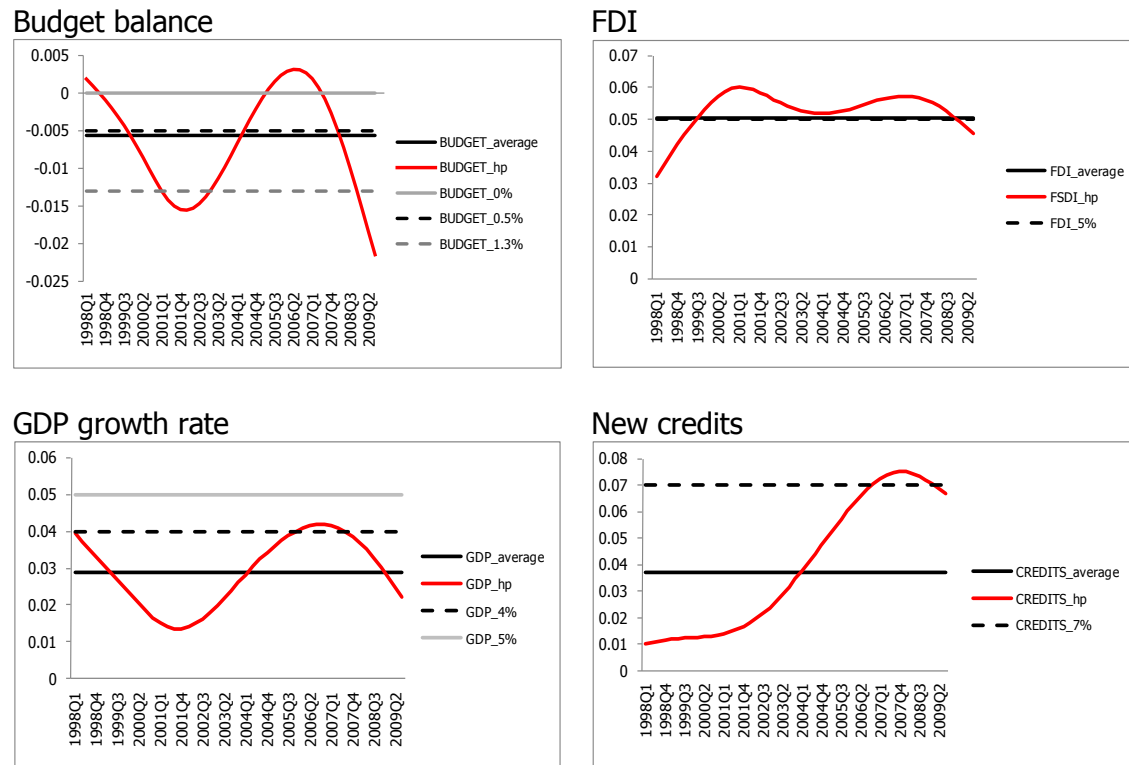 Budget balance
0.005
0
-0.005
-0.01
-0.015
-0.02
-0.025
1998Q1
1998Q4
1999Q3
2000Q2
2001Q1
2001Q4
2002Q3
2003Q2
2004Q1
2004Q4
2005Q3
2006Q2
2007Q1
2007Q4
2008Q3
2009Q2
BUDGET_average
BUDGET_hp
BUDGET_0%
BUDGET_0.5%
BUDGET_1.3%
FDI
0.07
0.06
0.05
0.04
0.03
0.02
0.01
0
1998Q1
1998Q4
1999Q3
2000Q2
2001Q1
2001Q4
2002Q3
2003Q2
2004Q1
2004Q4
2005Q3
2006Q2
2007Q1
2007Q4
2008Q3
2009Q2
FDI_average
FSDI_hp
FDI_5%
GDP growth rate
0.06
0.05
0.04
0.03
0.02
0.01
0
1998Q1
1998Q4
1999Q3
2000Q2
2001Q1
2001Q4
2002Q3
2003Q2
2004Q1
2004Q4
2005Q3
2006Q2
2007Q1
2007Q4
2008Q3
2009Q2
GDP_average
GDP_hp
GDP_4%
GDP_5%
New credits
0.08
0.07
0.06
0.05
0.04
0.03
0.02
0.01
0
1998Q1
1998Q4
1999Q3
2000Q2
2001Q1
2001Q4
2002Q3
2003Q2
2004Q1
2004Q4
2005Q3
2006Q2
2007Q1
2007Q4
2008Q3
2009Q2
CREDITS_average
CREDITS_hp
CREDITS_7%